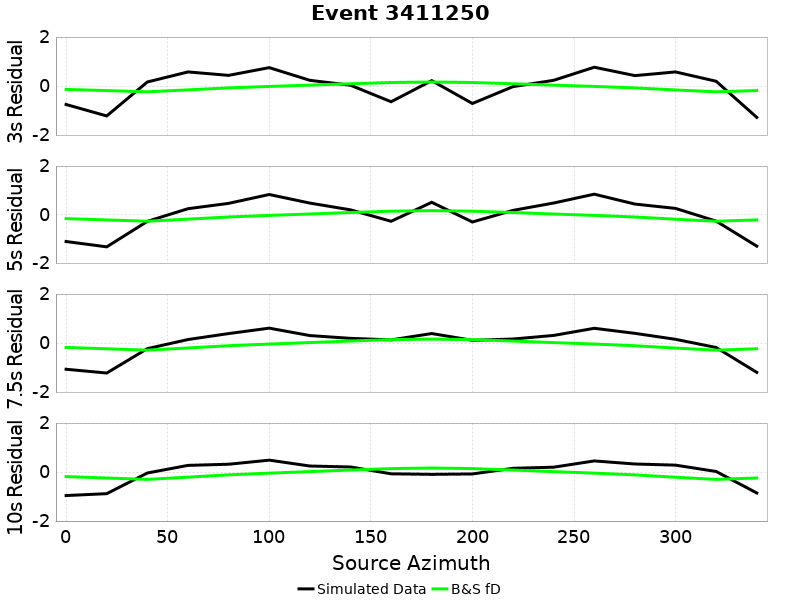 Event 3411250
3s Residual
2
0
-2
5s Residual
2
0
-2
7.5s Residual
2
0
-2
10s Residual
2
0
-2
0 50 100 150 200 250 300
Source Azimuth
Simulated Data B&S fD